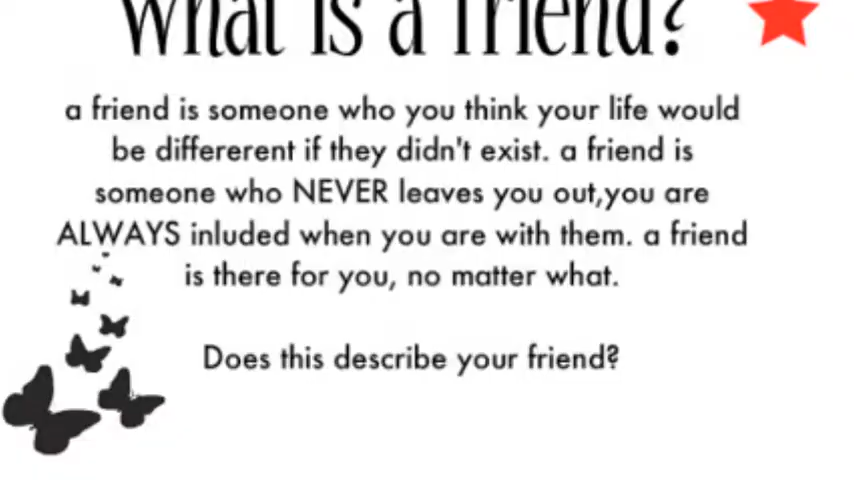 what is a friend?
a friend is someone who you think your life would
be differerent if they didn't exist. a friend is
someone who NEVER leaves you out,you are
ALWAYS inluded when you are with them. a friend
is there for you, no matter what.
Does this describe your friend?